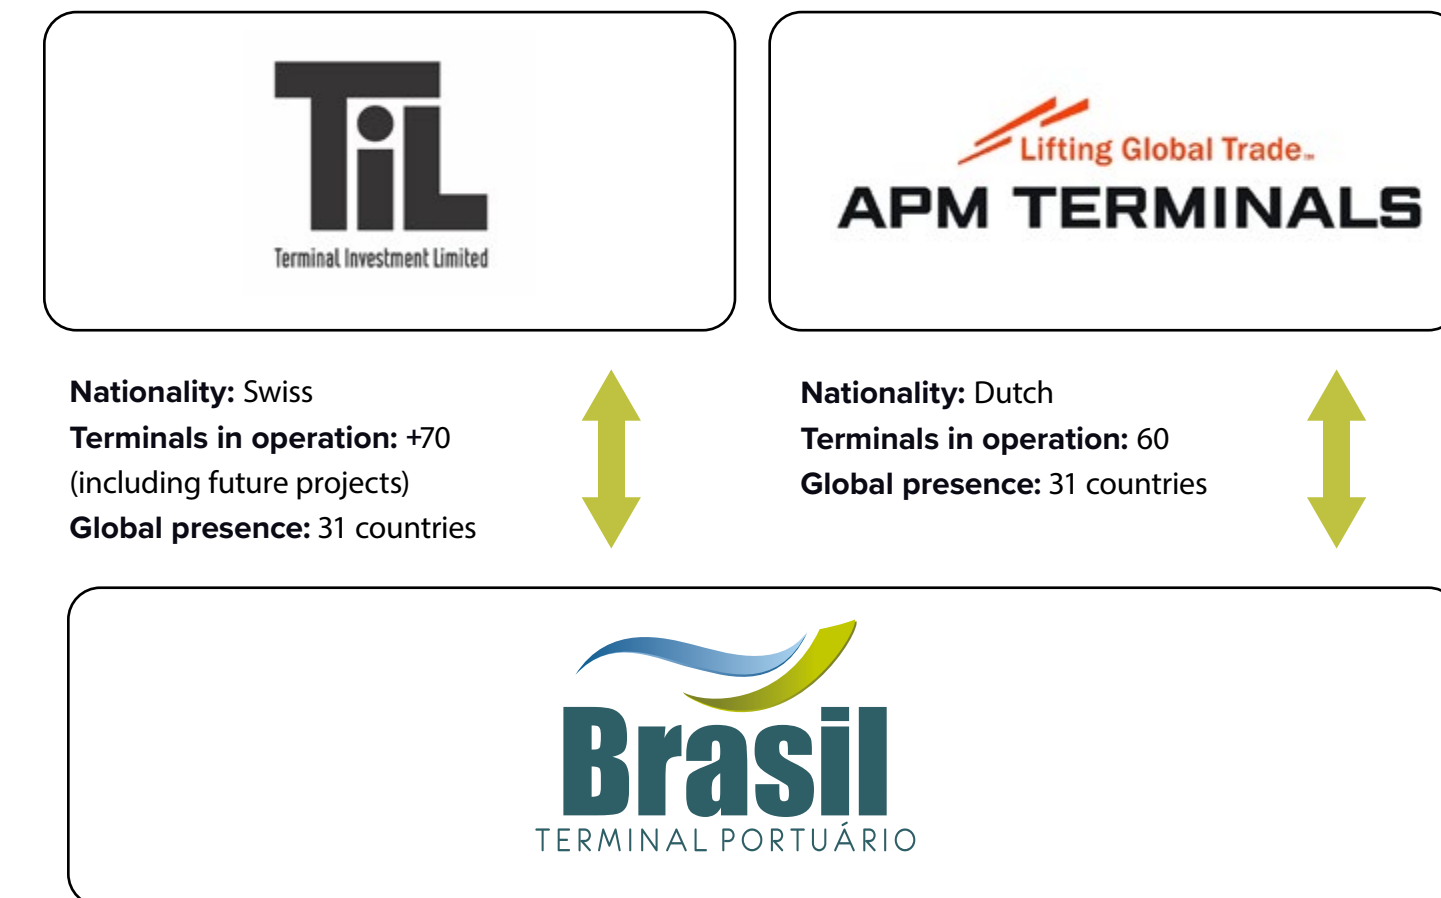 TiL
Terminal Investment Limited
Lifting Global Trade™
APM TERMINALS
Nationality: Swiss
Terminals in operation: +70
(including future projects)
Global presence: 31 countries
Nationality: Dutch
Terminals in operation: 60
Global presence: 31 countries
Brasil
TERMINAL PORTUÁRIO